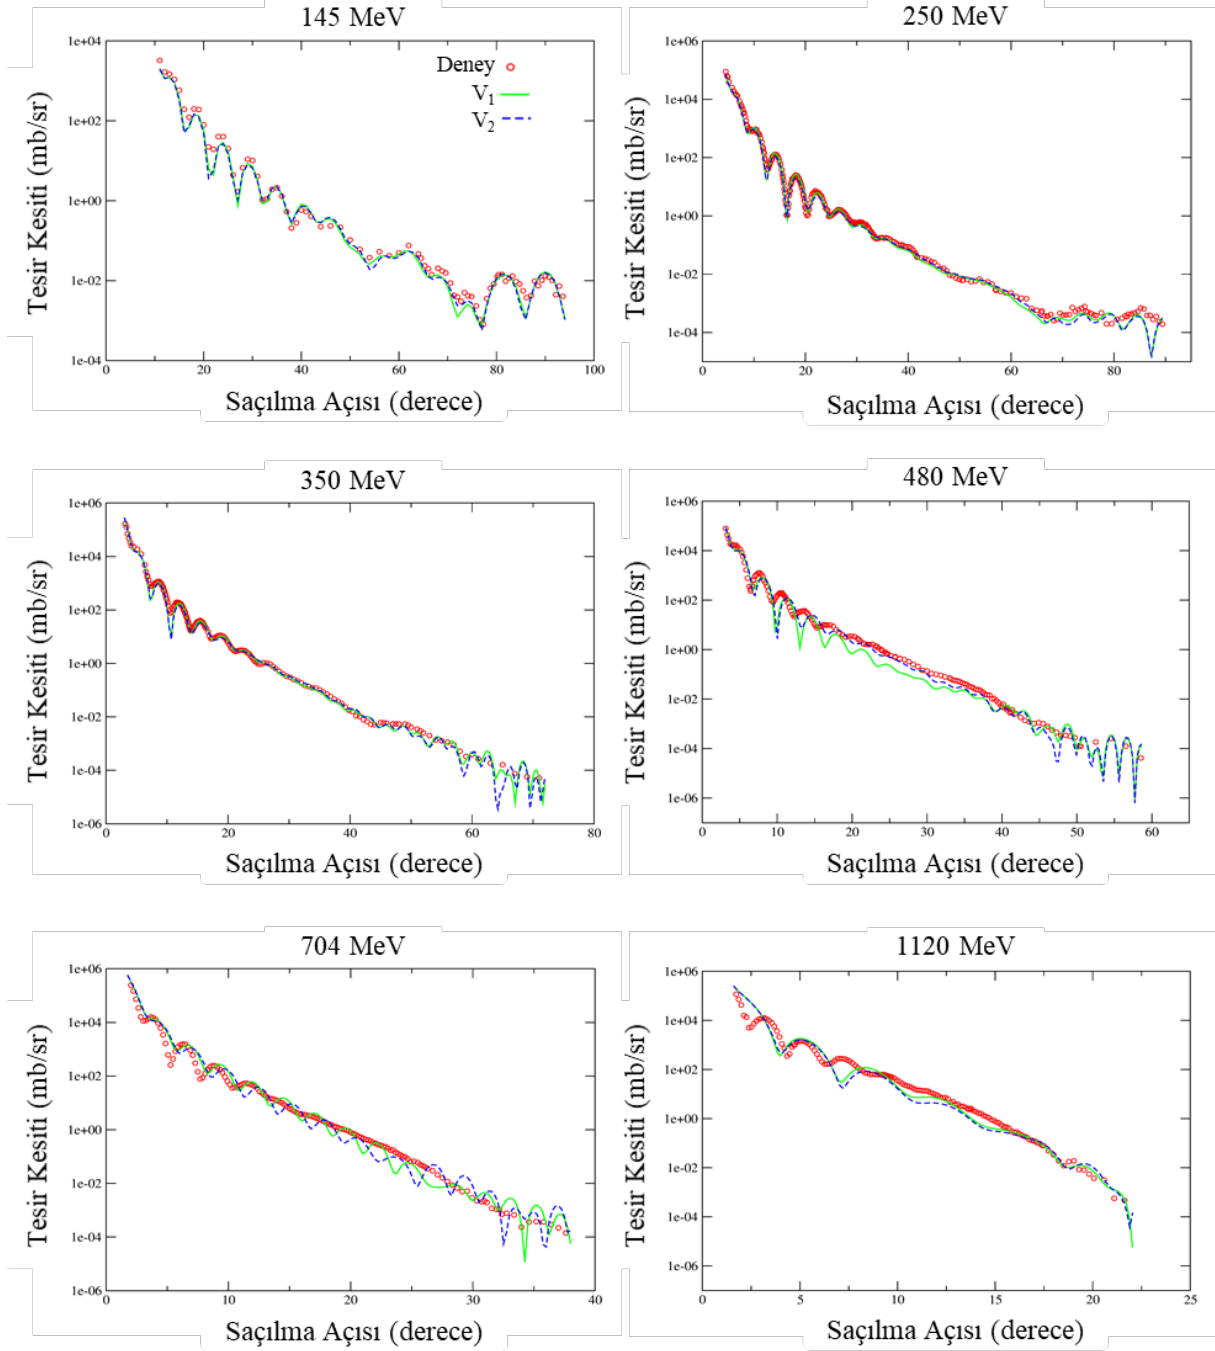 145 MeV
1e+04
1e+02
1e+00
1e-02
1e-04
0
20
40
60
80
100
Tesir Kesiti (mb/sr)
Saçılma Açısı (derece)
Deney
V1
V2
250 MeV
1e+06
1e+04
1e+02
1e+00
1e-02
1e-04
0
20
40
60
80
Tesir Kesiti (mb/sr)
Saçılma Açısı (derece)
350 MeV
1e+06
1e+04
1e+02
1e+00
1e-02
1e-04
1e-06
0
20
40
60
80
Tesir Kesiti (mb/sr)
Saçılma Açısı (derece)
480 MeV
1e+06
1e+04
1e+02
1e+00
1e-02
1e-04
1e-06
0
10
20
30
40
50
60
Tesir Kesiti (mb/sr)
Saçılma Açısı (derece)
704 MeV
1e+06
1e+04
1e+02
1e+00
1e-02
1e-04
1e-06
0
10
20
30
40
Tesir Kesiti (mb/sr)
Saçılma Açısı (derece)
1120 MeV
1e+06
1e+04
1e+02
1e+00
1e-02
1e-04
1e-06
0
5
10
15
20
25
Tesir Kesiti (mb/sr)
Saçılma Açısı (derece)